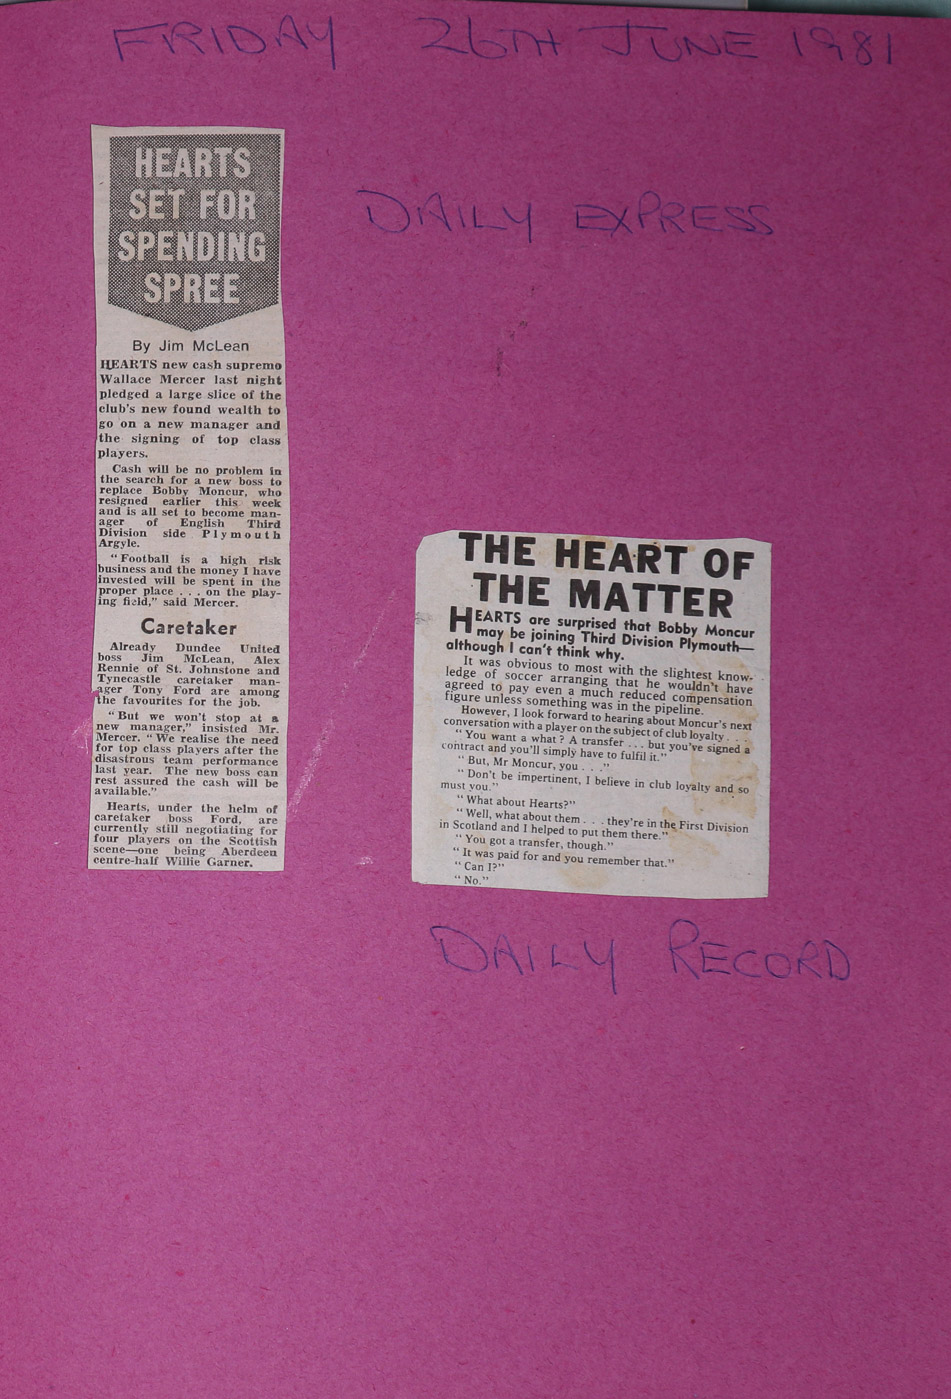 FRIDAY 26TH JUNE 1981
DAILY EXPRESS
HEARTS
SET FOR
SPENDING
SPREE
By Jim McLean
HEARTS new cash supremo
Wallace Mercer last night
pledged a large slice of the
club's new found wealth to
go on a new manager and
the signing of top class
players.
Cash will be no problem in
the search for a new boss to
replace Bobby Moncur, who
resigned earlier this week
and is all set to become man-
ager of English Third
Division side Plymouth
Argyle.
"Football is a high risk
business and the money I have
invested will be spent in the
proper place . . . on the play-
ing field," said Mercer.
Caretaker
Already Dundee United
boss Jim McLean, Alex
Rennie of St. Johnstone and
Tynecastle caretaker man-
ager Tony Ford are among
the favourites for the job.
"But we won't stop at a
new manager," insisted Mr.
Mercer. "We realise the need
for top class players after the
disastrous team performance
last year. The new boss can
rest assured the cash will be
available."
Hearts, under the helm of
caretaker boss Ford, are
currently still negotiating for
four players on the Scottish
scene—one being Aberdeen
centre-half Willie Garner.
THE HEART OF
THE MATTER
HEARTS are surprised that Bobby Moncur
may be joining Third Division Plymouth—
although I can't think why.
It was obvious to most with the slightest know-
ledge of soccer arranging that he wouldn't have
agreed to pay even a much reduced compensation
figure unless something was in the pipeline.
However, I look forward to hearing about Moncur's next
conversation with a player on the subject of club loyalty . . .
"You want a what? A transfer . . . but you've signed a
contract and you'll simply have to fulfil it."
"But, Mr Moncur, you . . ."
"Don't be impertinent, I believe in club loyalty and so
must you."
"What about Hearts?"
"Well, what about them . . . they're in the First Division
in Scotland and I helped to put them there."
"You got a transfer, though."
"It was paid for and you remember that."
"Can I?"
"No."
DAILY RECORD